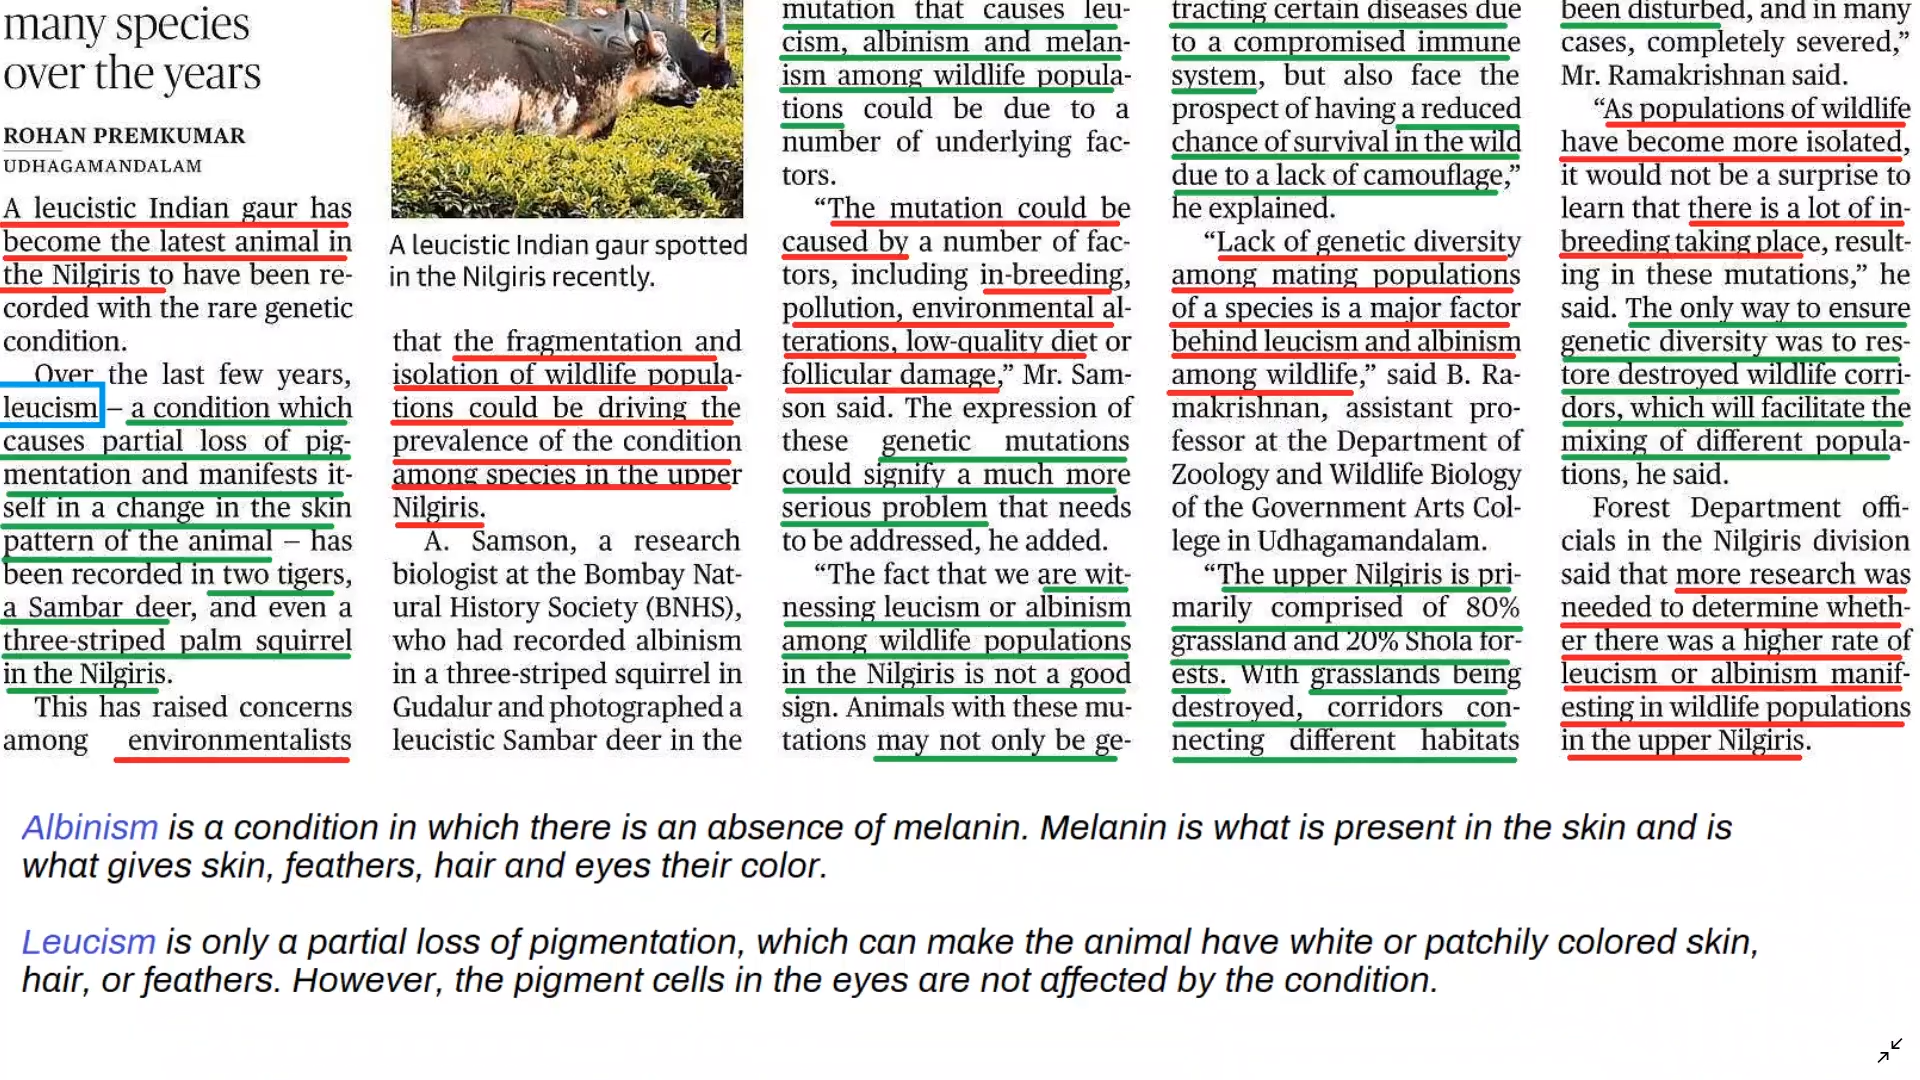 many species
over the years
ROHAN PREMKUMAR
UDHAGAMANDALAM
A leucistic Indian gaur has
become the latest animal in
the Nilgiris to have been re-
corded with the rare genetic
condition.
Over the last few years,
leucism – a condition which
causes partial loss of pig-
mentation and manifests it-
self in a change in the skin
pattern of the animal – has
been recorded in two tigers,
a Sambar deer, and even a
three-striped palm squirrel
in the Nilgiris.
This has raised concerns
among environmentalists
A leucistic Indian gaur spotted
in the Nilgiris recently.
that the fragmentation and
isolation of wildlife popula-
tions could be driving the
prevalence of the condition
among species in the upper
Nilgiris.
A. Samson, a research
biologist at the Bombay Nat-
ural History Society (BNHS),
who had recorded albinism
in a three-striped squirrel in
Gudalur and photographed a
leucistic Sambar deer in the
mutation that causes leu-
cism, albinism and melan-
ism among wildlife popula-
tions could be due to a
number of underlying fac-
tors.
“The mutation could be
caused by a number of fac-
tors, including in-breeding,
pollution, environmental al-
terations, low-quality diet or
follicular damage,” Mr. Sam-
son said. The expression of
these genetic mutations
could signify a much more
serious problem that needs
to be addressed, he added.
“The fact that we are wit-
nessing leucism or albinism
among wildlife populations
in the Nilgiris is not a good
sign. Animals with these mu-
tations may not only be ge-
tracting certain diseases due
to a compromised immune
system, but also face the
prospect of having a reduced
chance of survival in the wild
due to a lack of camouflage,”
he explained.
“Lack of genetic diversity
among mating populations
of a species is a major factor
behind leucism and albinism
among wildlife,” said B. Ra-
makrishnan, assistant pro-
fessor at the Department of
Zoology and Wildlife Biology
of the Government Arts Col-
lege in Udhagamandalam.
“The upper Nilgiris is pri-
marily comprised of 80%
grassland and 20% Shola for-
ests. With grasslands being
destroyed, corridors con-
necting different habitats
been disturbed, and in many
cases, completely severed,”
Mr. Ramakrishnan said.
“As populations of wildlife
have become more isolated,
it would not be a surprise to
learn that there is a lot of in-
breeding taking place, result-
ing in these mutations,” he
said. The only way to ensure
genetic diversity was to res-
tore destroyed wildlife corri-
dors, which will facilitate the
mixing of different popula-
tions, he said.
Forest Department offi-
cials in the Nilgiris division
said that more research was
needed to determine wheth-
er there was a higher rate of
leucism or albinism manif-
esting in wildlife populations
in the upper Nilgiris.
Albinism is a condition in which there is an absence of melanin. Melanin is what is present in the skin and is
what gives skin, feathers, hair and eyes their color.
Leucism is only a partial loss of pigmentation, which can make the animal have white or patchily colored skin,
hair, or feathers. However, the pigment cells in the eyes are not affected by the condition.